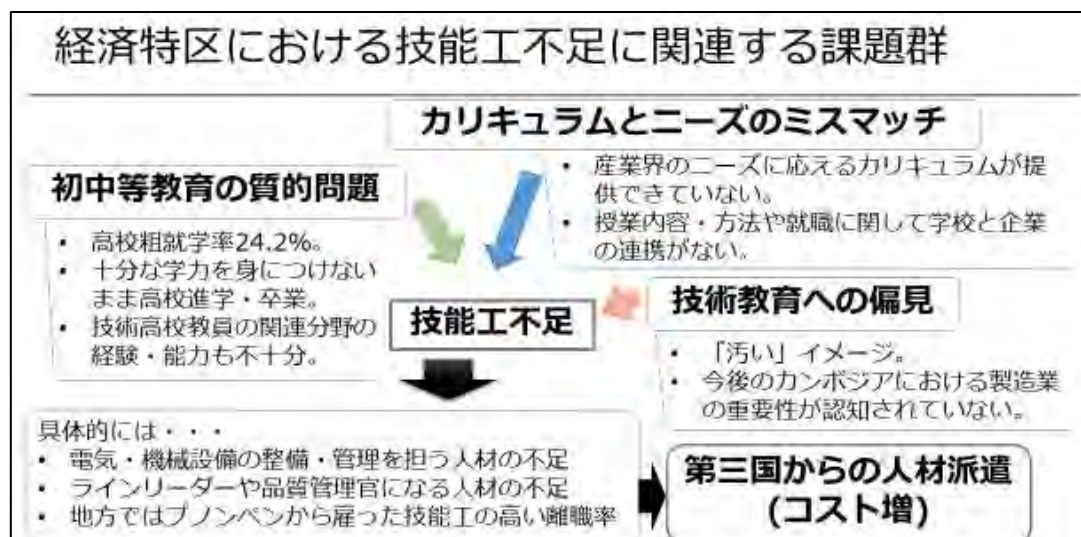 経済特区における技能工不足に関連する課題群
カリキュラムとニーズのミスマッチ
• 産業界のニーズに応えるカリキュラムが提
供できていない。
• 授業内容・方法や就職に関して学校と企業
の連携がない。
初中等教育の質的問題
• 高校粗就学率24.2%。
• 十分な学力を身につけない
まま高校進学・卒業。
• 技術高校教員の関連分野の
経験・能力も不十分。
技能工不足
技術教育への偏見
• 「汚い」イメージ。
• 今後のカンボジアにおける製造業
の重要性が認知されていない。
具体的には・・・
• 電気・機械設備の整備・管理を担う人材の不足
• ラインリーダーや品質管理官になる人材の不足
• 地方ではプノンペンから雇った技能工の高い離職率
第三国からの人材派遣
(コスト増)